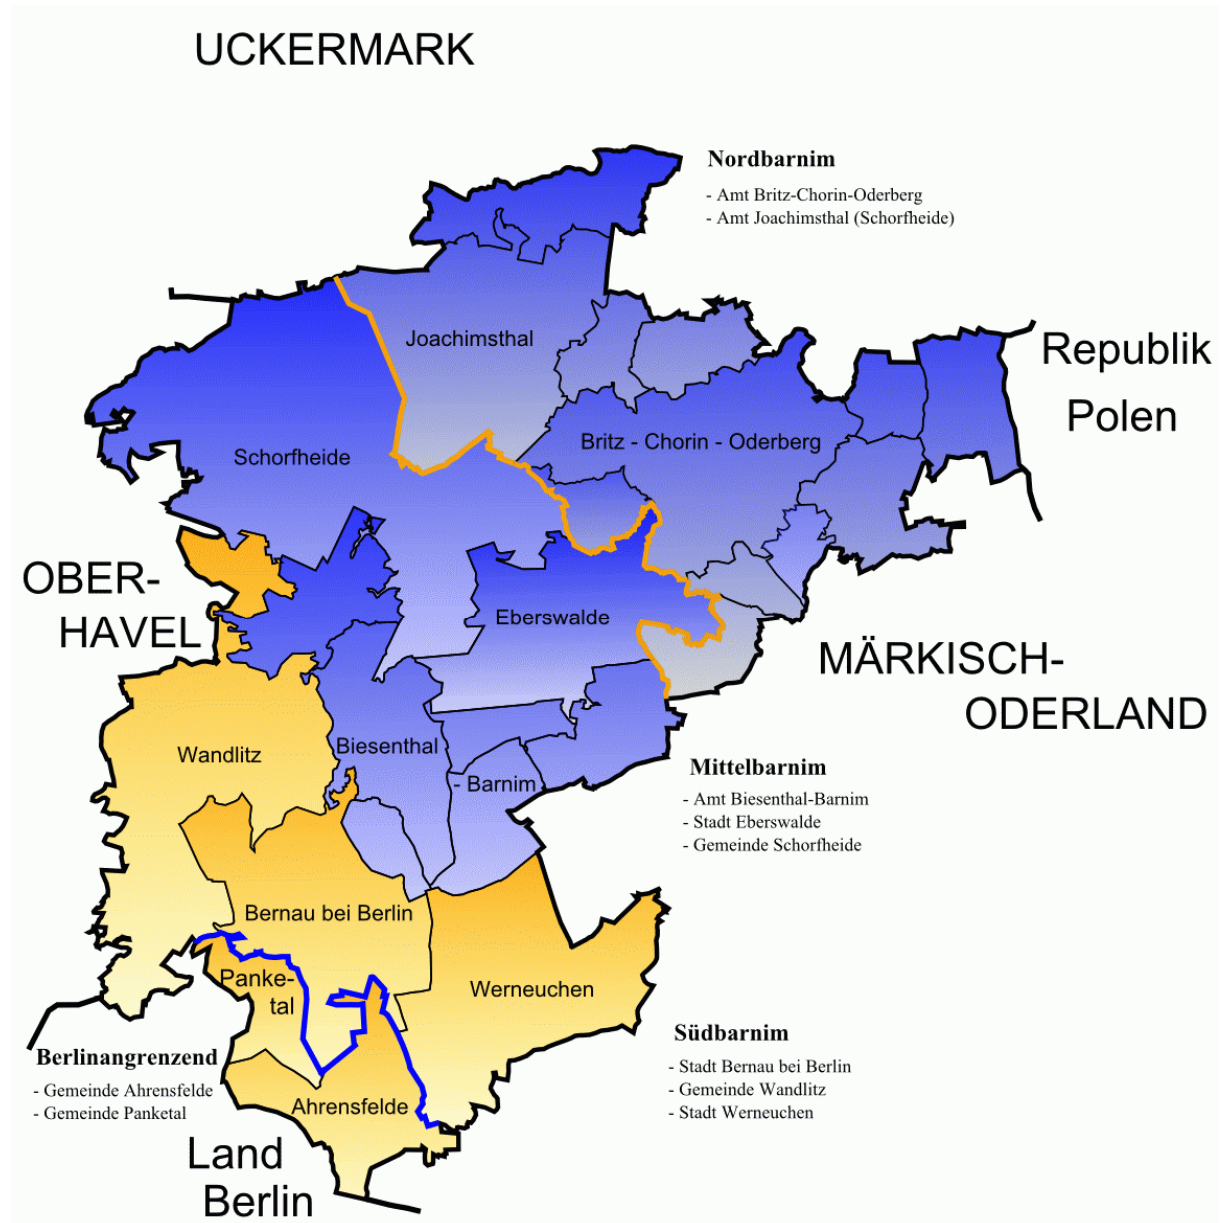 UCKERMARK
Nordbarnim
- Amt Britz-Chorin-Oderberg
- Amt Joachimsthal (Schorfheide)
Joachimsthal
Republik
Polen
Britz - Chorin - Oderberg
Schorfheide
OBER-
HAVEL
Eberswalde
MÄRKISCH-
ODERLAND
Wandlitz
Biesenthal
- Barnim
Mittelbarnim
- Amt Biesenthal-Barnim
- Stadt Eberswalde
- Gemeinde Schorfheide
Bernau bei Berlin
Panke-
tal
Werneuchen
Südbarnim
- Stadt Bernau bei Berlin
- Gemeinde Wandlitz
- Stadt Werneuchen
Berlinangrenzend
- Gemeinde Ahrensfelde
- Gemeinde Panketal
Ahrensfelde
Land
Berlin